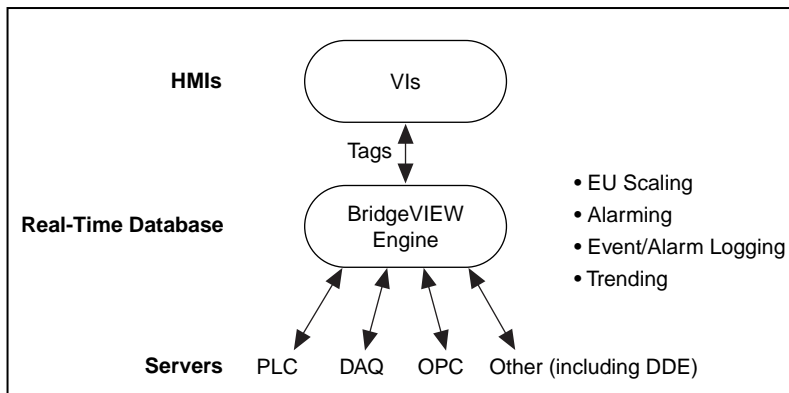 HMIs
VIs
Tags
Real-Time Database
BridgeVIEW
Engine
• EU Scaling
• Alarming
• Event/Alarm Logging
• Trending
Servers PLC DAQ OPC Other (including DDE)